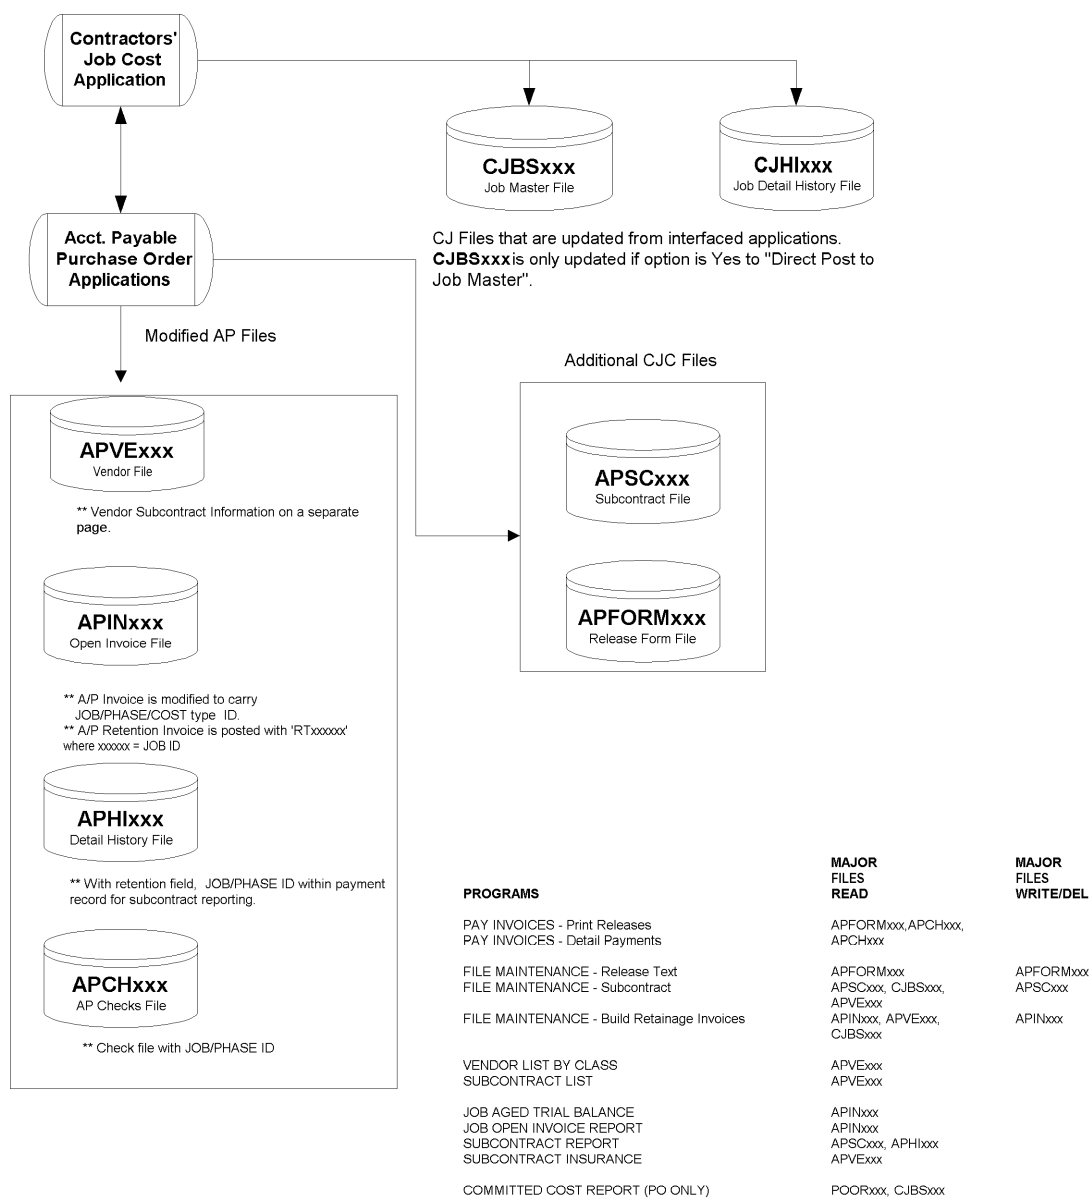 Contractors'
Job Cost
Application
CJBSxxx
Job Master File
CJHIxxx
Job Detail History File
Acct. Payable
Purchase Order
Applications
CJ Files that are updated from interfaced applications.
CJBSxxx is only updated if option is Yes to "Direct Post to
Job Master".
Modified AP Files
Additional CJC Files
APVExxx
Vendor File
** Vendor Subcontract Information on a separate
page.
APINxxx
Open Invoice File
** A/P Invoice is modified to carry
JOB/PHASE/COST type ID.
** A/P Retention Invoice is posted with 'RTxxxxxx'
where xxxxxx = JOB ID
APHIxxx
Detail History File
** With retention field, JOB/PHASE ID within payment
record for subcontract reporting.
APCHxxx
AP Checks File
** Check file with JOB/PHASE ID
APSCxxx
Subcontract File
APFORMxxx
Release Form File
MAJOR MAJOR
FILES FILES
PROGRAMS READ WRITE/DEL
PAY INVOICES - Print Releases APFORMxxx,APCHxxx,
PAY INVOICES - Detail Payments APCHxxx
FILE MAINTENANCE - Release Text APFORMxxx APFORMxxx
FILE MAINTENANCE - Subcontract APSCxxx, CJBSxxx, APSCxxx
APVExxx
FILE MAINTENANCE - Build Retainage Invoices APINxxx, APVExxx, APINxxx
CJBSxxx
VENDOR LIST BY CLASS APVExxx
SUBCONTRACT LIST APVExxx
JOB AGED TRIAL BALANCE APINxxx
JOB OPEN INVOICE REPORT APINxxx
SUBCONTRACT REPORT APSCxxx, APHIxxx
SUBCONTRACT INSURANCE APVExxx
COMMITTED COST REPORT (PO ONLY) POORxxx, CJBSxxx